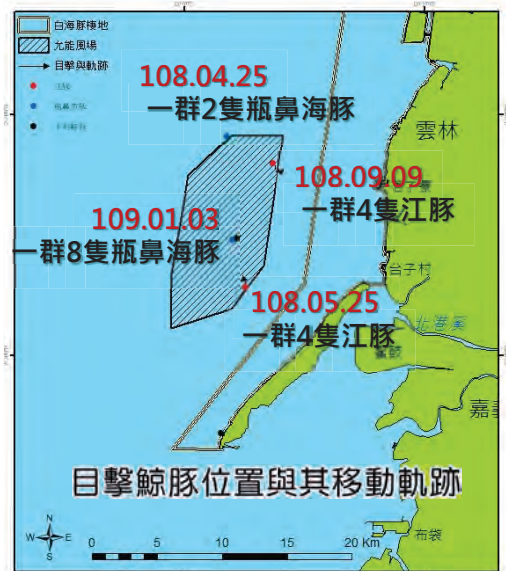 白海豚棲地
允能風場
目擊與軌跡
108.04.25
一群2隻瓶鼻海豚
雲林
108.09.09
一群4隻江豚
109.01.03
一群8隻瓶鼻海豚
台子村
108.05.25
一群4隻江豚
北港溪
嘉義
目擊鯨豚位置與其移動軌跡
N
W
E
S
布袋
0 5 10 15 20 Km